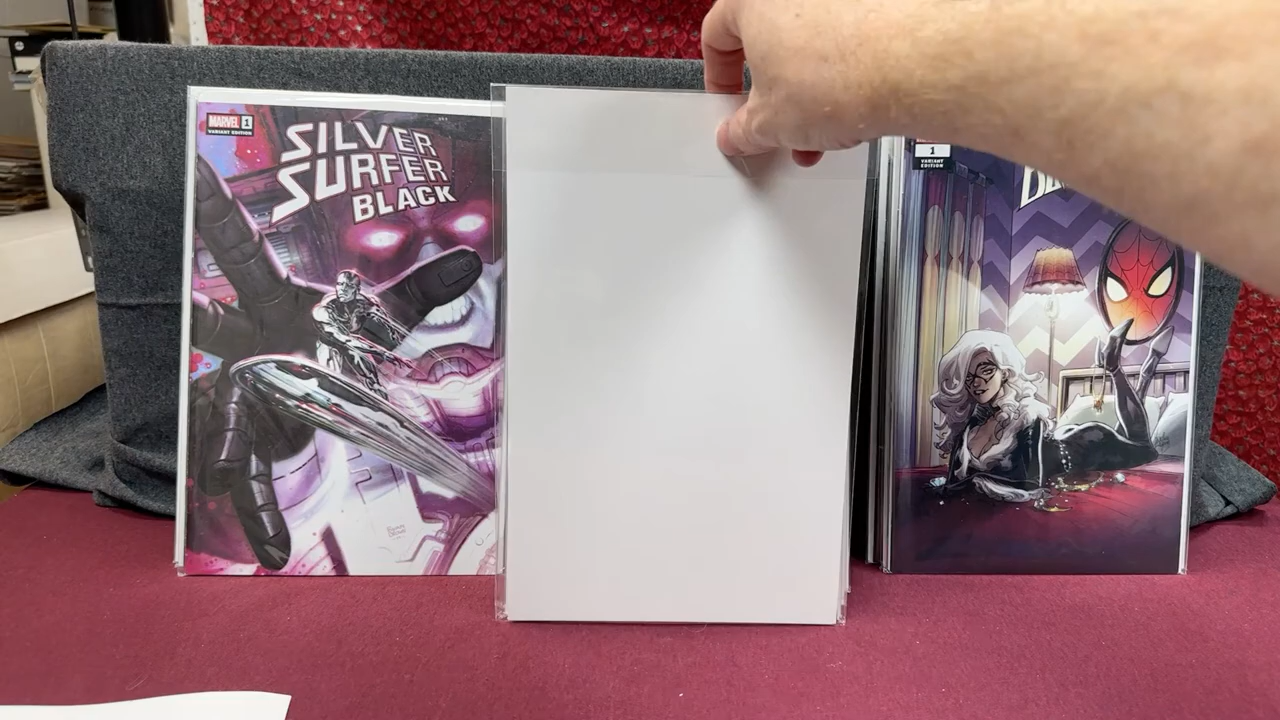 MARVEL 1
VARIANT EDITION
SILVER
SURFER
BLACK
1
VARIANT
EDITION